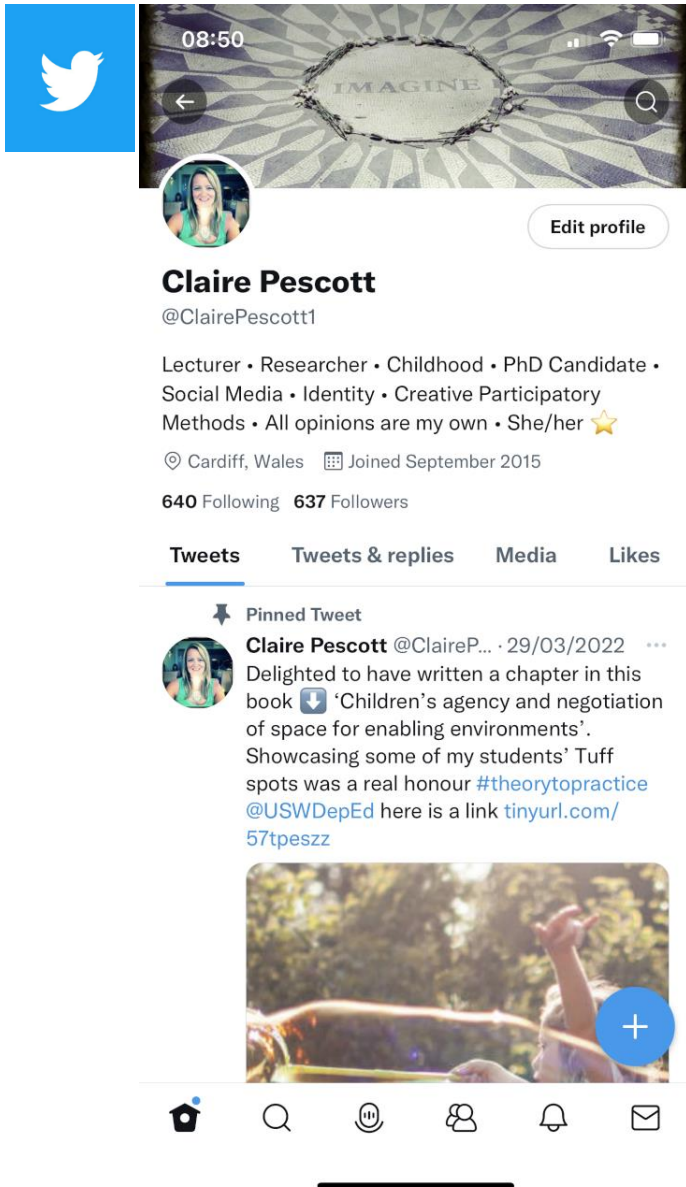 08:50
IMAGINE
Edit profile
Claire Pescott
@ClairePescott1
Lecturer • Researcher • Childhood • PhD Candidate •
Social Media • Identity • Creative Participatory
Methods • All opinions are my own • She/her ⭐
Cardiff, Wales Joined September 2015
640 Following 637 Followers
Tweets Tweets & replies Media Likes
Pinned Tweet
Claire Pescott @ClaireP... · 29/03/2022 ...
Delighted to have written a chapter in this
book ⬇️ ‘Children’s agency and negotiation
of space for enabling environments’.
Showcasing some of my students’ Tuff
spots was a real honour #theorytopractice
@USWDepEd here is a link tinyurl.com/
57tpeszz